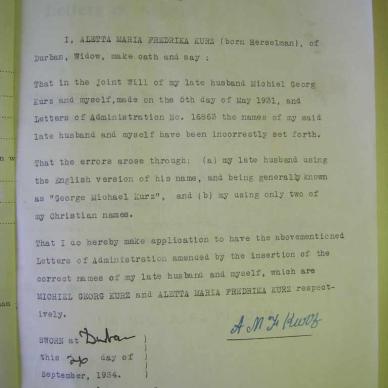 I, ALETTA MARIA FREDRIKA KURZ (born Herselman), of
Durban, Widow, make oath and say :
That in the Joint Will of my late husband Michiel Georg
Kurz and myself,made on the 6th day of May 1931, and
Letters of Administration No. 16863 the names of my said
late husband and myself have been incorrectly set forth.
That the errors arose through: (a) my late husband using
the English version of his name, and being generally known
as "George Michael Kurz", and (b) my using only two of
my Christian names.
That I do hereby make application to have the abovementioned
Letters of Administration amended by the insertion of the
correct names of my late husband and myself, which are
MICHIEL GEORG KURZ and ALETTA MARIA FREDRIKA KURZ respect-
ively.
A M F Kurz
SWORN at Durban )
this day of )
September, 1934. )